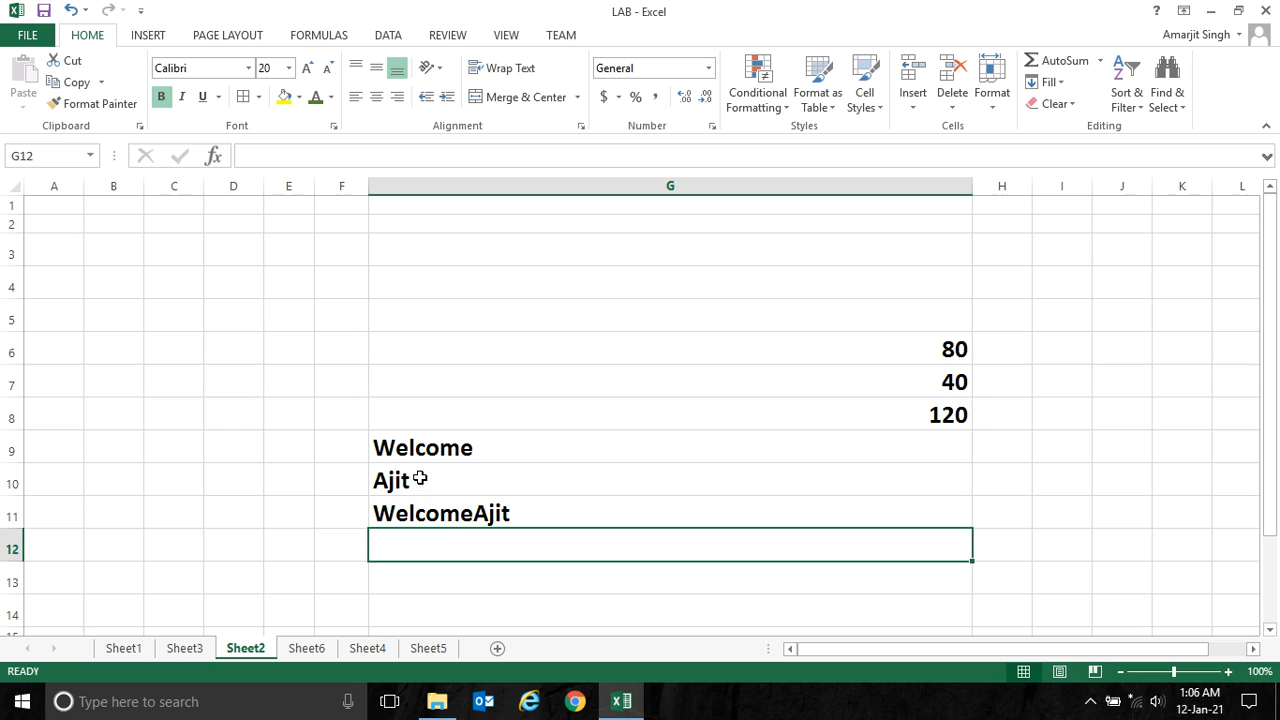 LAB - Excel
?
FILE HOME INSERT PAGE LAYOUT FORMULAS DATA REVIEW VIEW TEAM Amarjit Singh
Paste
Cut
Copy
Format Painter
Clipboard
Calibri 20
B I U
Font
Wrap Text
Merge & Center
Alignment
General
$ % ,
Number
Conditional Formatting
Format as Table
Cell Styles
Styles
Insert Delete Format
Cells
AutoSum
Fill
Clear
Sort & Filter
Find & Select
Editing
G12 fx
A B C D E F G H I J K L
1
2
3
4
5
6 80
7 40
8 120
9 Welcome
10 Ajit
11 WelcomeAjit
12
13
14
Sheet1 Sheet3 Sheet2 Sheet6 Sheet4 Sheet5
READY 100%
Type here to search 1:06 AM
12-Jan-21